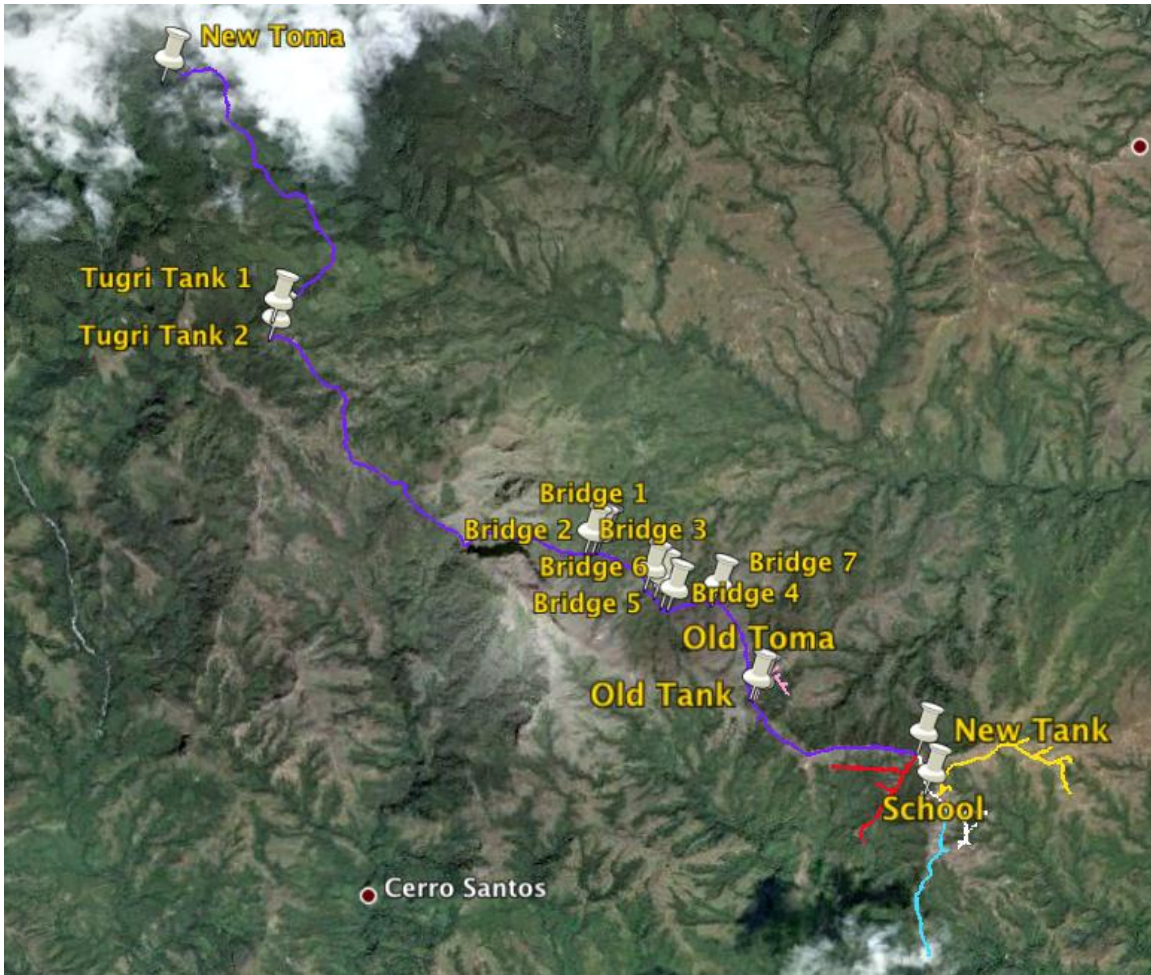 New Toma
Tugri Tank 1
Tugri Tank 2
Bridge 1
Bridge 2
Bridge 3
Bridge 6
Bridge 7
Bridge 5
Bridge 4
Old Toma
Old Tank
New Tank
School
Cerro Santos